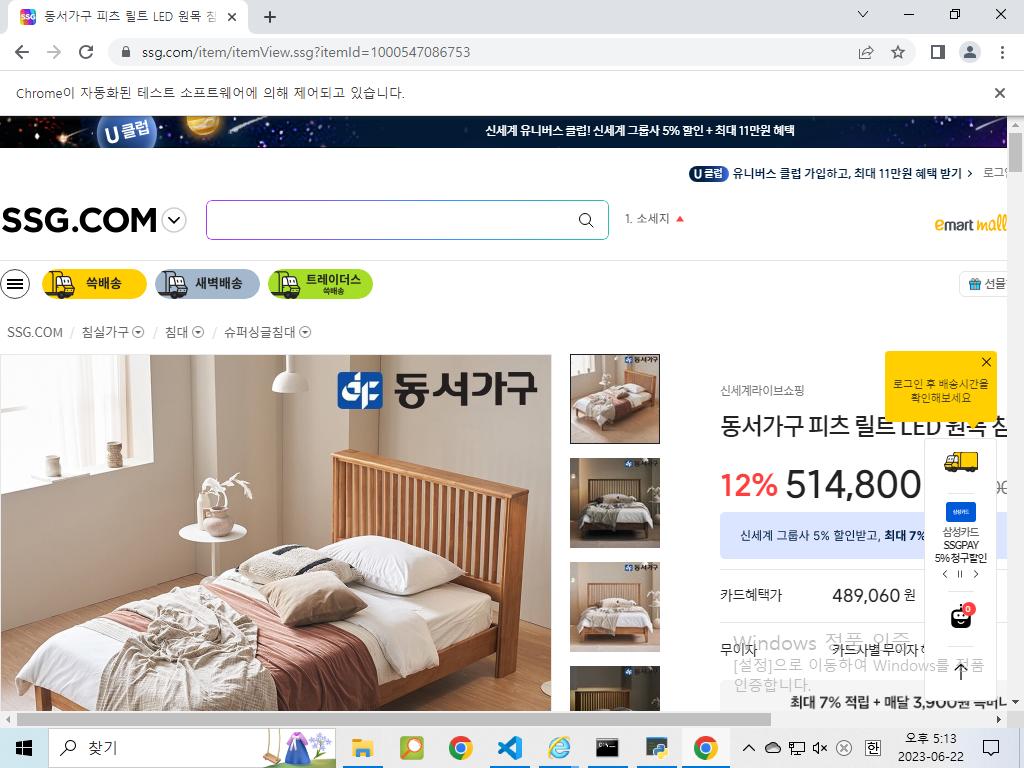 동서가구 피츠 릴트 LED 원목 침
ssg.com/item/itemView.ssg?itemId=1000547086753
Chrome이 자동화된 테스트 소프트웨어에 의해 제어되고 있습니다.
U 클럽
신세계 유니버스 클럽! 신세계 그룹사 5% 할인 + 최대 11만원 혜택
U 클럽 유니버스 클럽 가입하고, 최대 11만원 혜택 받기
SSG.COM
1. 소세지
emart mall
쓱배송
새벽배송
트레이더스
쓱배송
선물
SSG.COM / 침실가구 / 침대 / 슈퍼싱글침대
동서가구
동서가구
신세계라이브쇼핑
로그인 후 배송시간을
확인해보세요
동서가구 피츠 릴트 LED 원목 침
12% 514,800
신세계 그룹사 5% 할인받고, 최대 7%
삼성카드
삼성카드
SSGPAY
5% 청구할인
카드혜택가 489,060 원
0
무이자 카드사별 무이자
Windows 정품 인증
[설정]으로 이동하여 Windows를 정품
인증합니다.
최대 7% 적립 + 매달 3,900원
찾기
오후 5:13
2023-06-22
한